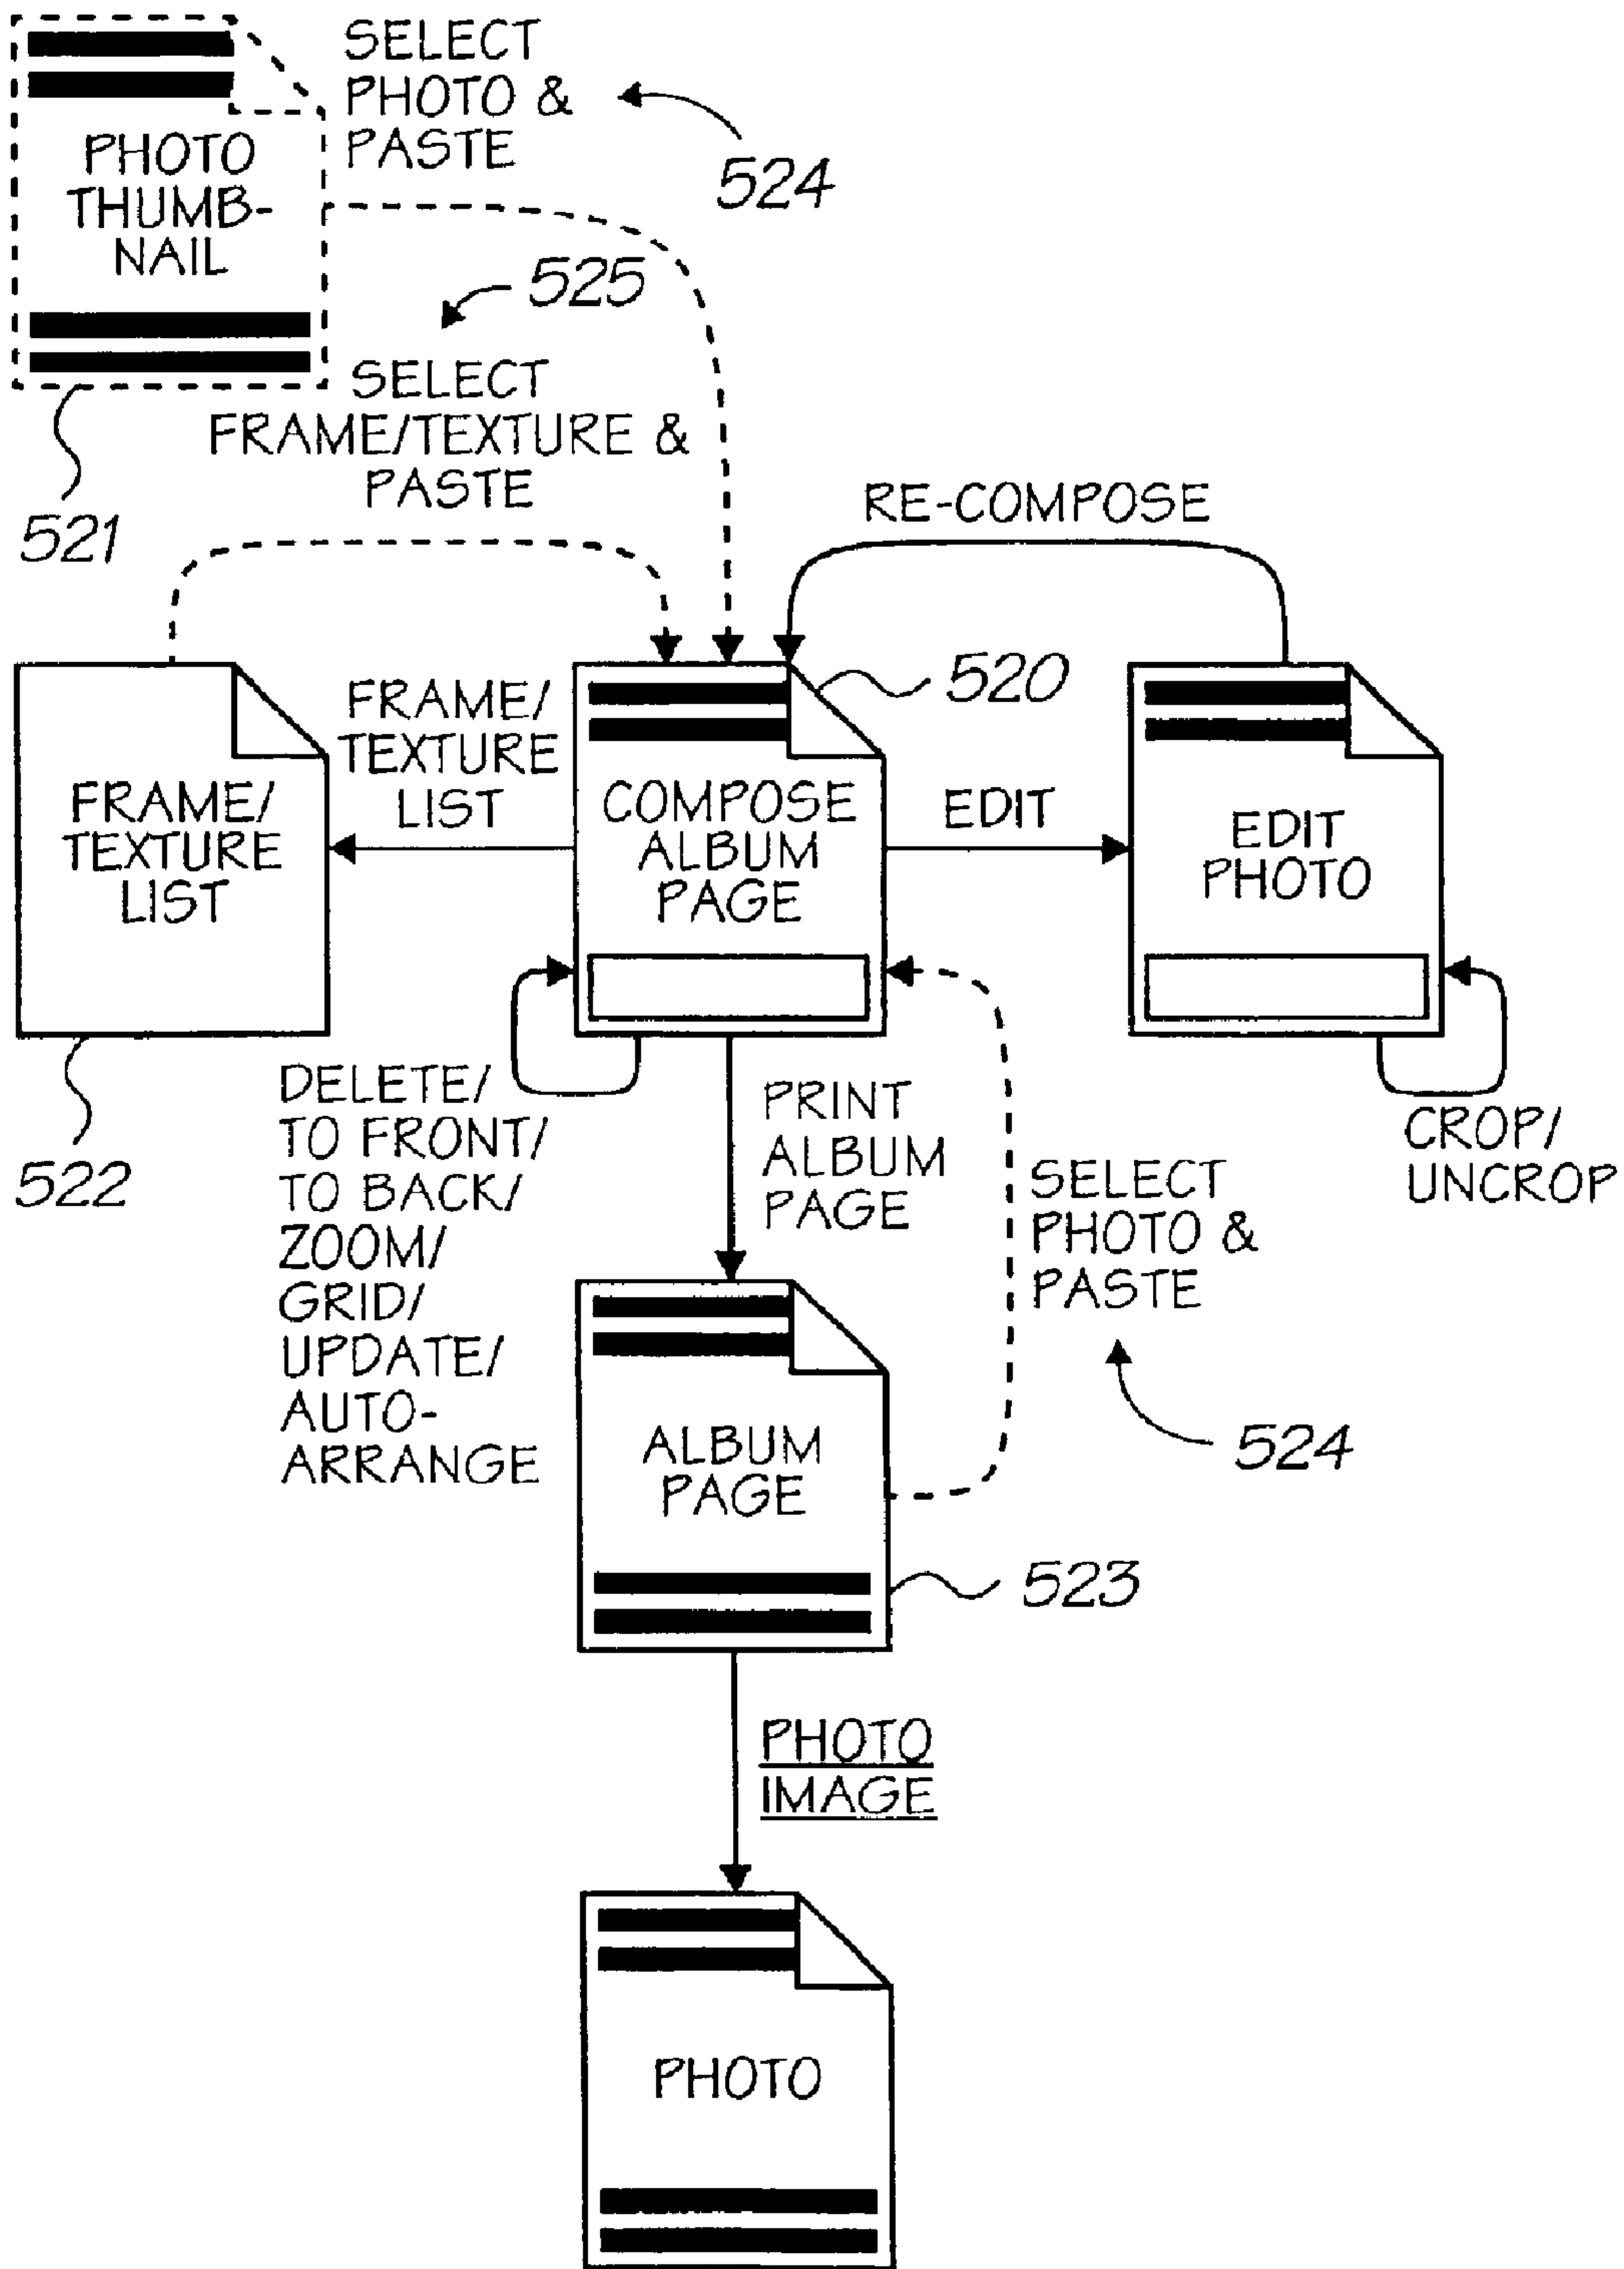 SELECT
PHOTO &
PASTE
524
PHOTO
THUMB-
NAIL
525
SELECT
FRAME/TEXTURE &
PASTE
521
RE-COMPOSE
520
FRAME/
TEXTURE
LIST
FRAME/
TEXTURE
LIST
COMPOSE
ALBUM
PAGE
EDIT
EDIT
PHOTO
522
DELETE/
TO FRONT/
TO BACK/
ZOOM/
GRID/
UPDATE/
AUTO-
ARRANGE
PRINT
ALBUM
PAGE
SELECT
PHOTO &
PASTE
CROP/
UNCROP
524
ALBUM
PAGE
523
PHOTO
IMAGE
PHOTO